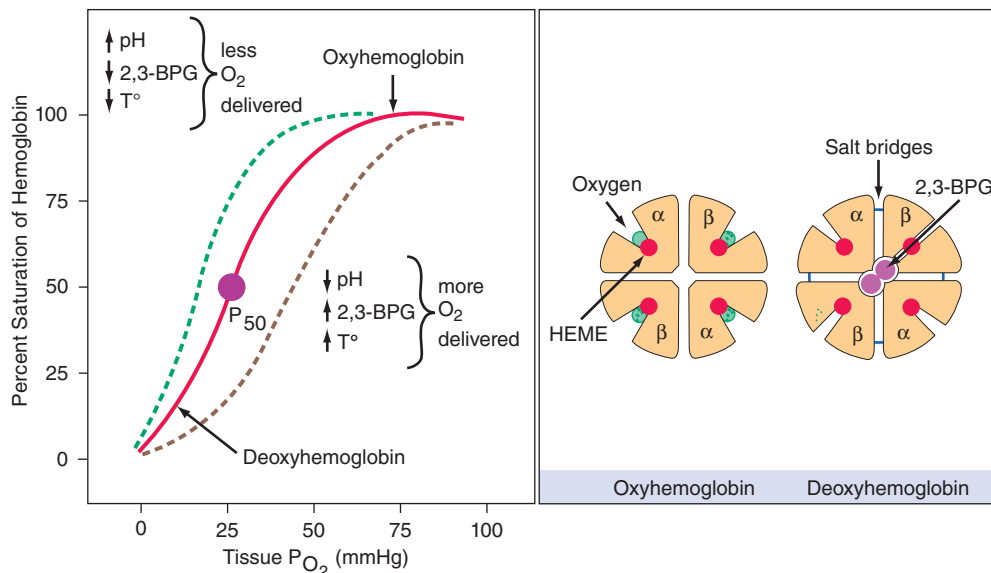 ↑ pH
↓ 2,3-BPG
↓ T°
less
O2
delivered
Oxyhemoglobin
Percent Saturation of Hemoglobin
100
75
50
25
0
P50
↓ pH
↑ 2,3-BPG
↑ T°
more
O2
delivered
Deoxyhemoglobin
0
25
50
75
100
Tissue PO2 (mmHg)
Salt bridges
Oxygen
2,3-BPG
α
β
α
β
HEME
β
α
β
α
Oxyhemoglobin
Deoxyhemoglobin